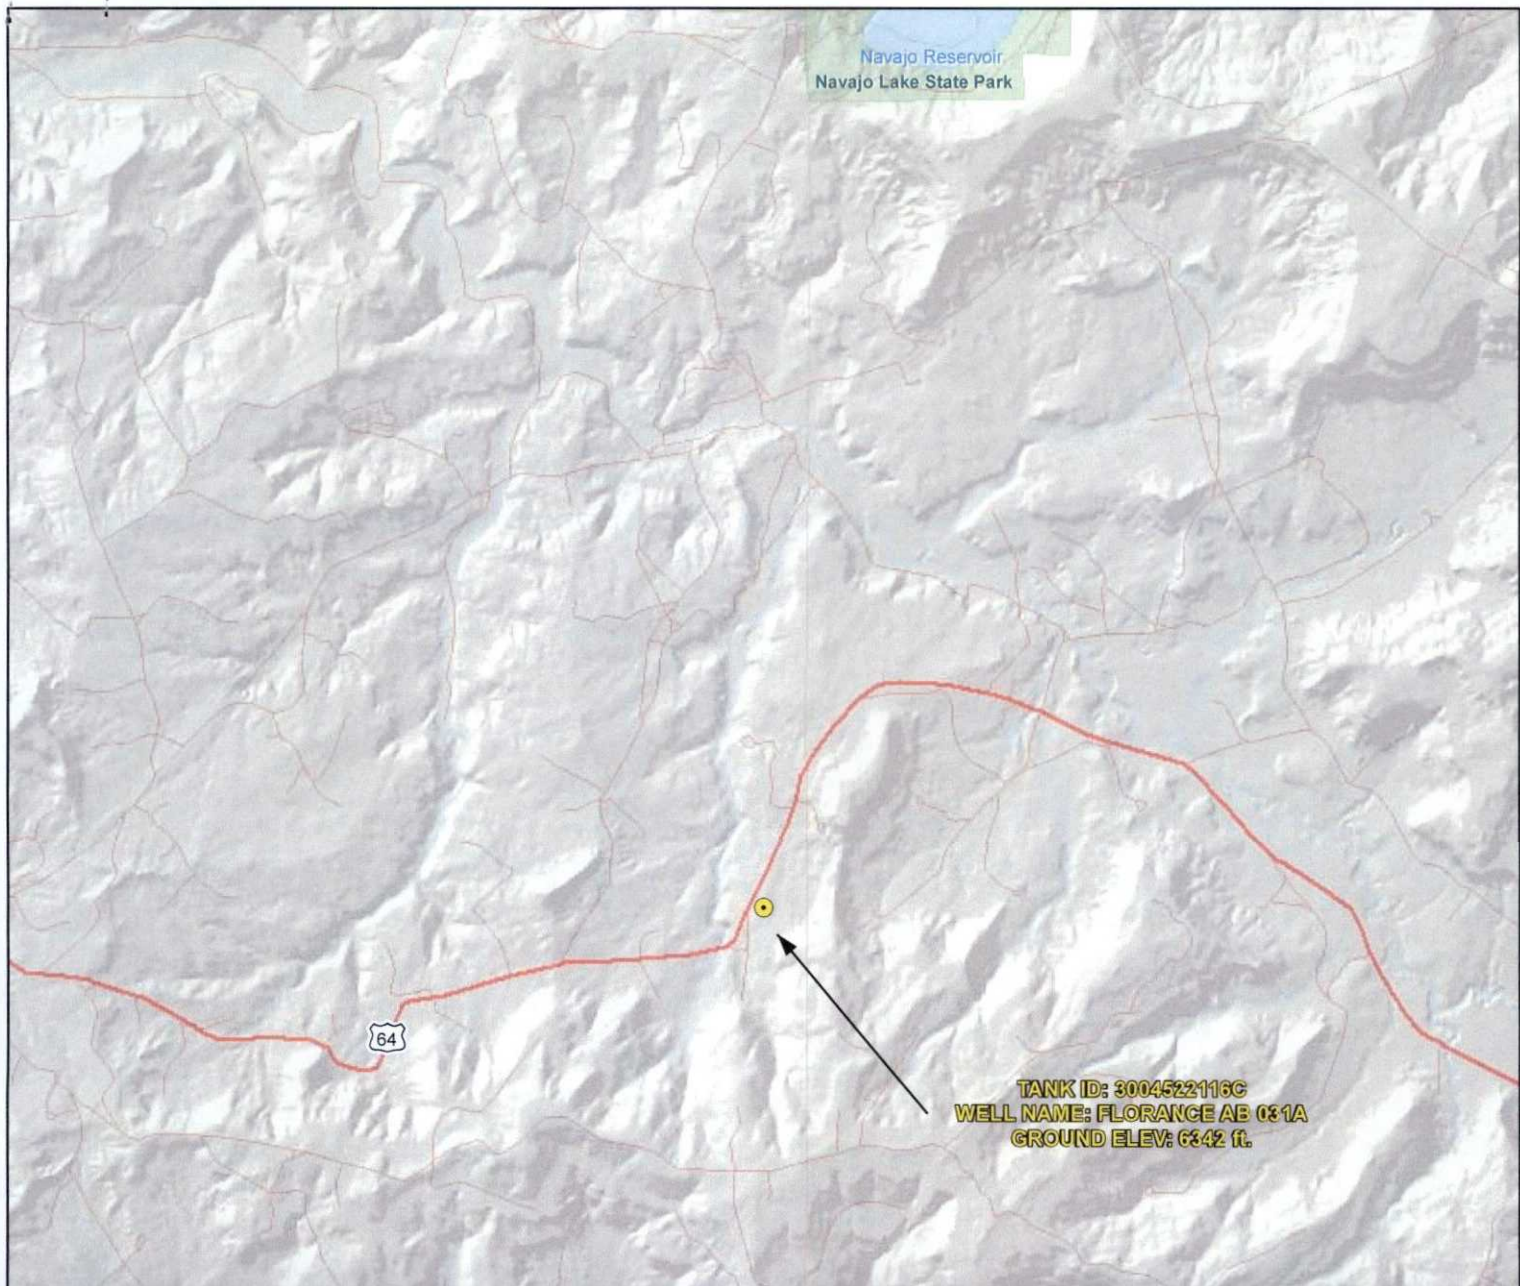 Navajo Reservoir
Navajo Lake State Park
64
TANK ID: 3004522116C
WELL NAME: FLORANCE AB 031A
GROUND ELEV: 6342 ft.